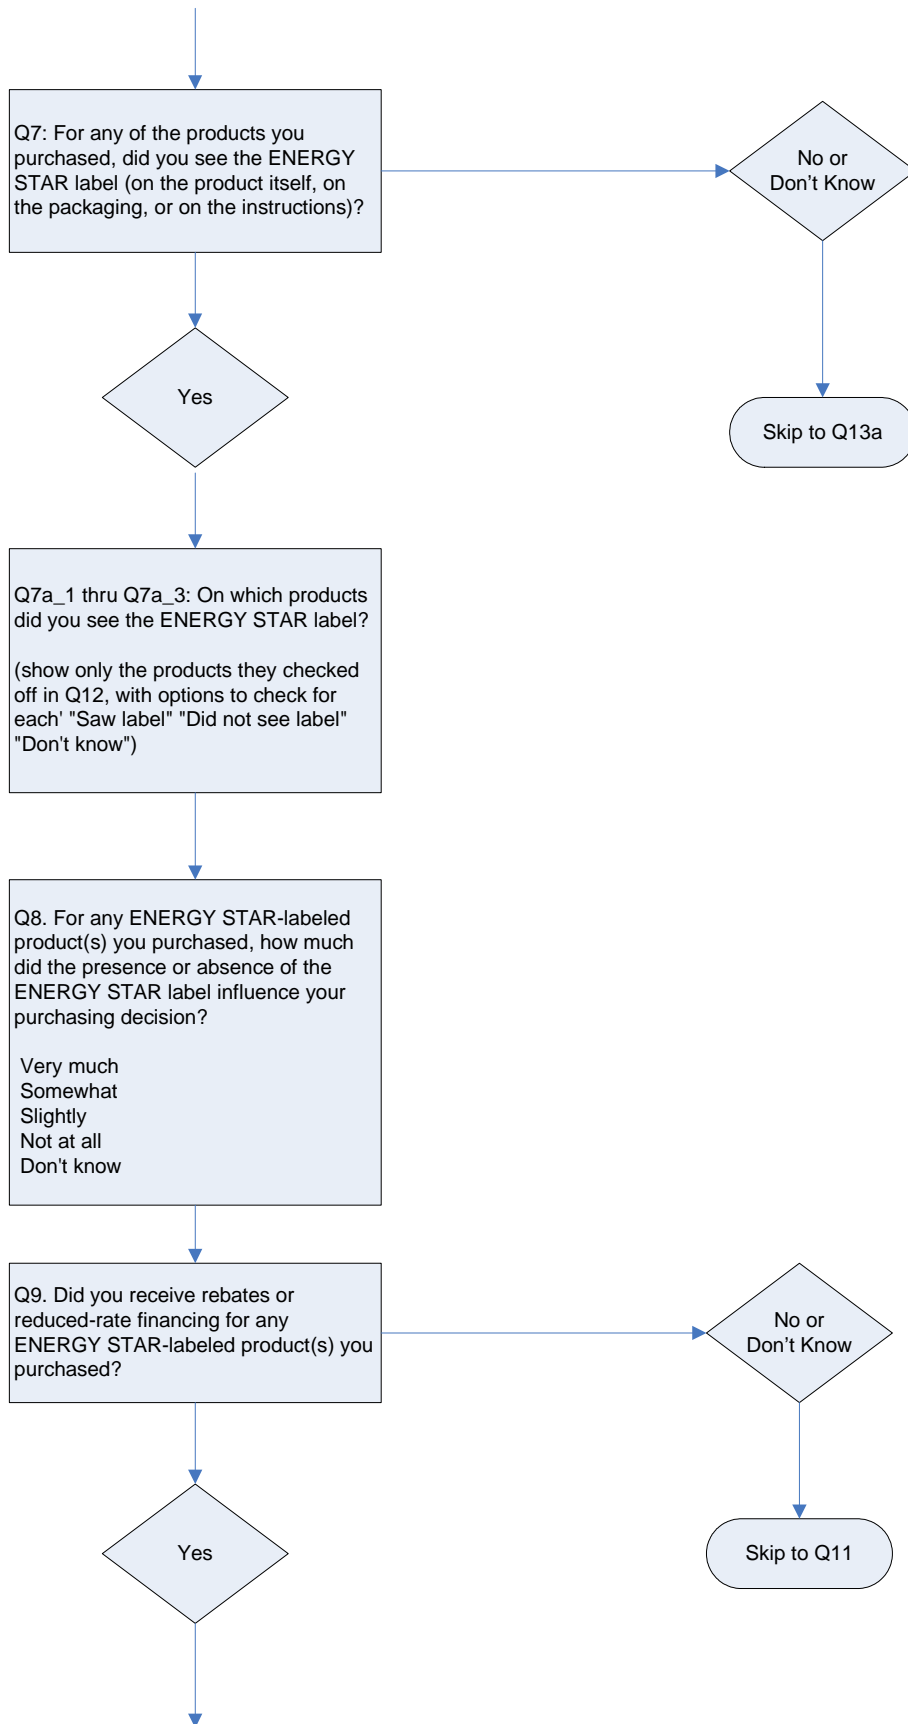 Q7: For any of the products you
purchased, did you see the ENERGY
STAR label (on the product itself, on
the packaging, or on the instructions)?
No or
Don’t Know
Yes
Skip to Q13a
Q7a_1 thru Q7a_3: On which products
did you see the ENERGY STAR label?
(show only the products they checked
off in Q12, with options to check for
each' "Saw label" "Did not see label"
"Don't know")
Q8. For any ENERGY STAR-labeled
product(s) you purchased, how much
did the presence or absence of the
ENERGY STAR label influence your
purchasing decision?
Very much
Somewhat
Slightly
Not at all
Don't know
Q9. Did you receive rebates or
reduced-rate financing for any
ENERGY STAR-labeled product(s) you
purchased?
No or
Don’t Know
Yes
Skip to Q11